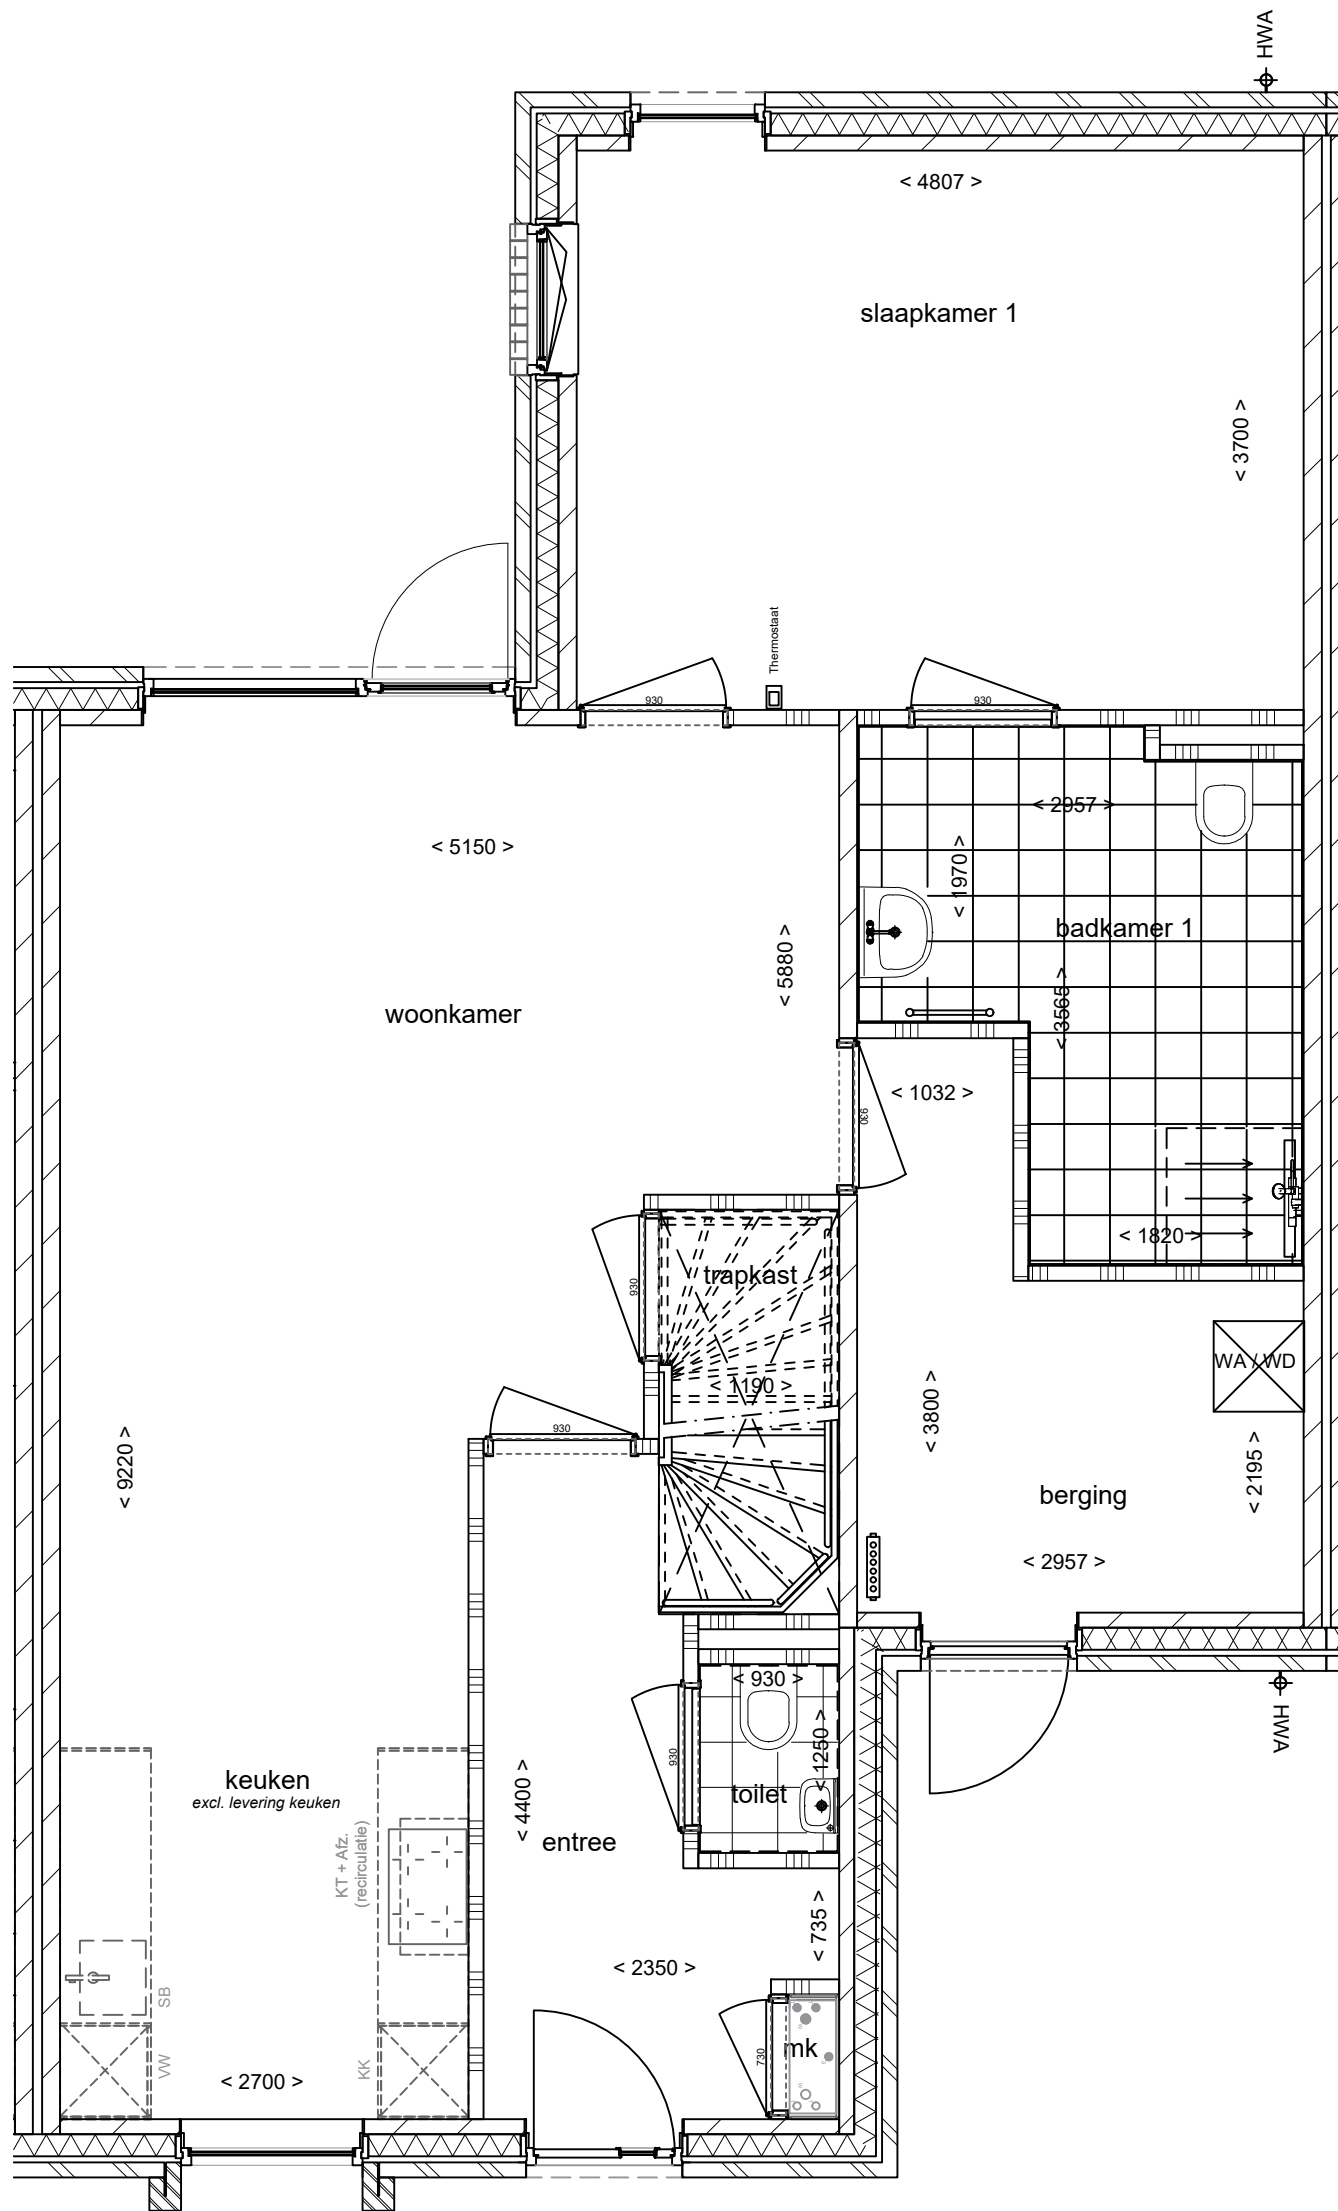 HWA
< 4807 >
slaapkamer 1
< 3700 >
Thermostaat
930
930
< 2957 >
< 5150 >
< 1970 >
badkamer 1
< 5880 >
woonkamer
< 3565 >
< 1032 >
930
< 1820 >
trapkast
930
WA / WD
< 1190 >
< 3800 >
930
< 9220 >
< 2195 >
berging
< 2957 >
< 930 >
HWA
930
< 1250 >
keuken
excl. levering keuken
toilet
< 4400 >
entree
KT + Afz.
(recirculatie)
< 735 >
< 2350 >
SB
mk
730
VW
KK
< 2700 >